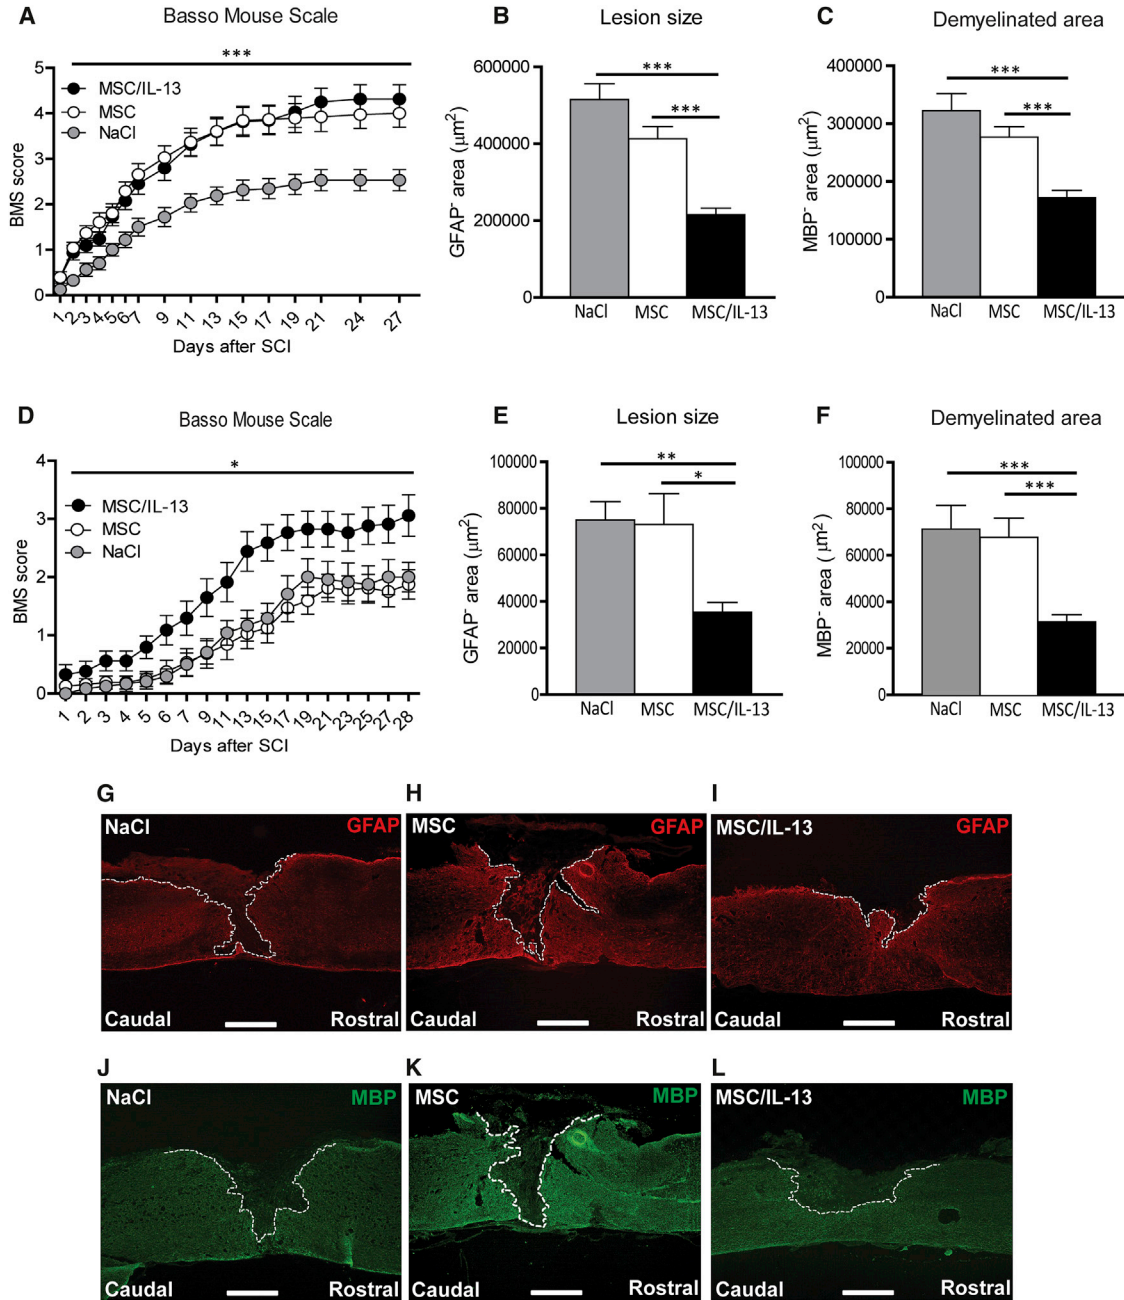 A
Basso Mouse Scale
***
BMS score
5
4
3
2
1
0
MSC/IL-13
MSC
NaCl
1 2 3 4 5 6 7 9 11 13 15 17 19 21 24 27
Days after SCI
B
Lesion size
GFAP⁻ area (μm²)
600000
400000
200000
0
***
***
NaCl MSC MSC/IL-13
C
Demyelinated area
MBP⁻ area (μm²)
400000
300000
200000
100000
0
***
***
NaCl MSC MSC/IL-13
D
Basso Mouse Scale
*
BMS score
4
3
2
1
0
MSC/IL-13
MSC
NaCl
1 2 3 4 5 6 7 9 11 13 15 17 19 21 23 25 27 28
Days after SCI
E
Lesion size
GFAP⁻ area (μm²)
100000
80000
60000
40000
20000
0
**
*
NaCl MSC MSC/IL-13
F
Demyelinated area
MBP⁻ area (μm²)
100000
80000
60000
40000
20000
0
***
***
NaCl MSC MSC/IL-13
G
NaCl GFAP
Caudal Rostral
H
MSC GFAP
Caudal Rostral
I
MSC/IL-13 GFAP
Caudal Rostral
J
NaCl MBP
Caudal Rostral
K
MSC MBP
Caudal Rostral
L
MSC/IL-13 MBP
Caudal Rostral